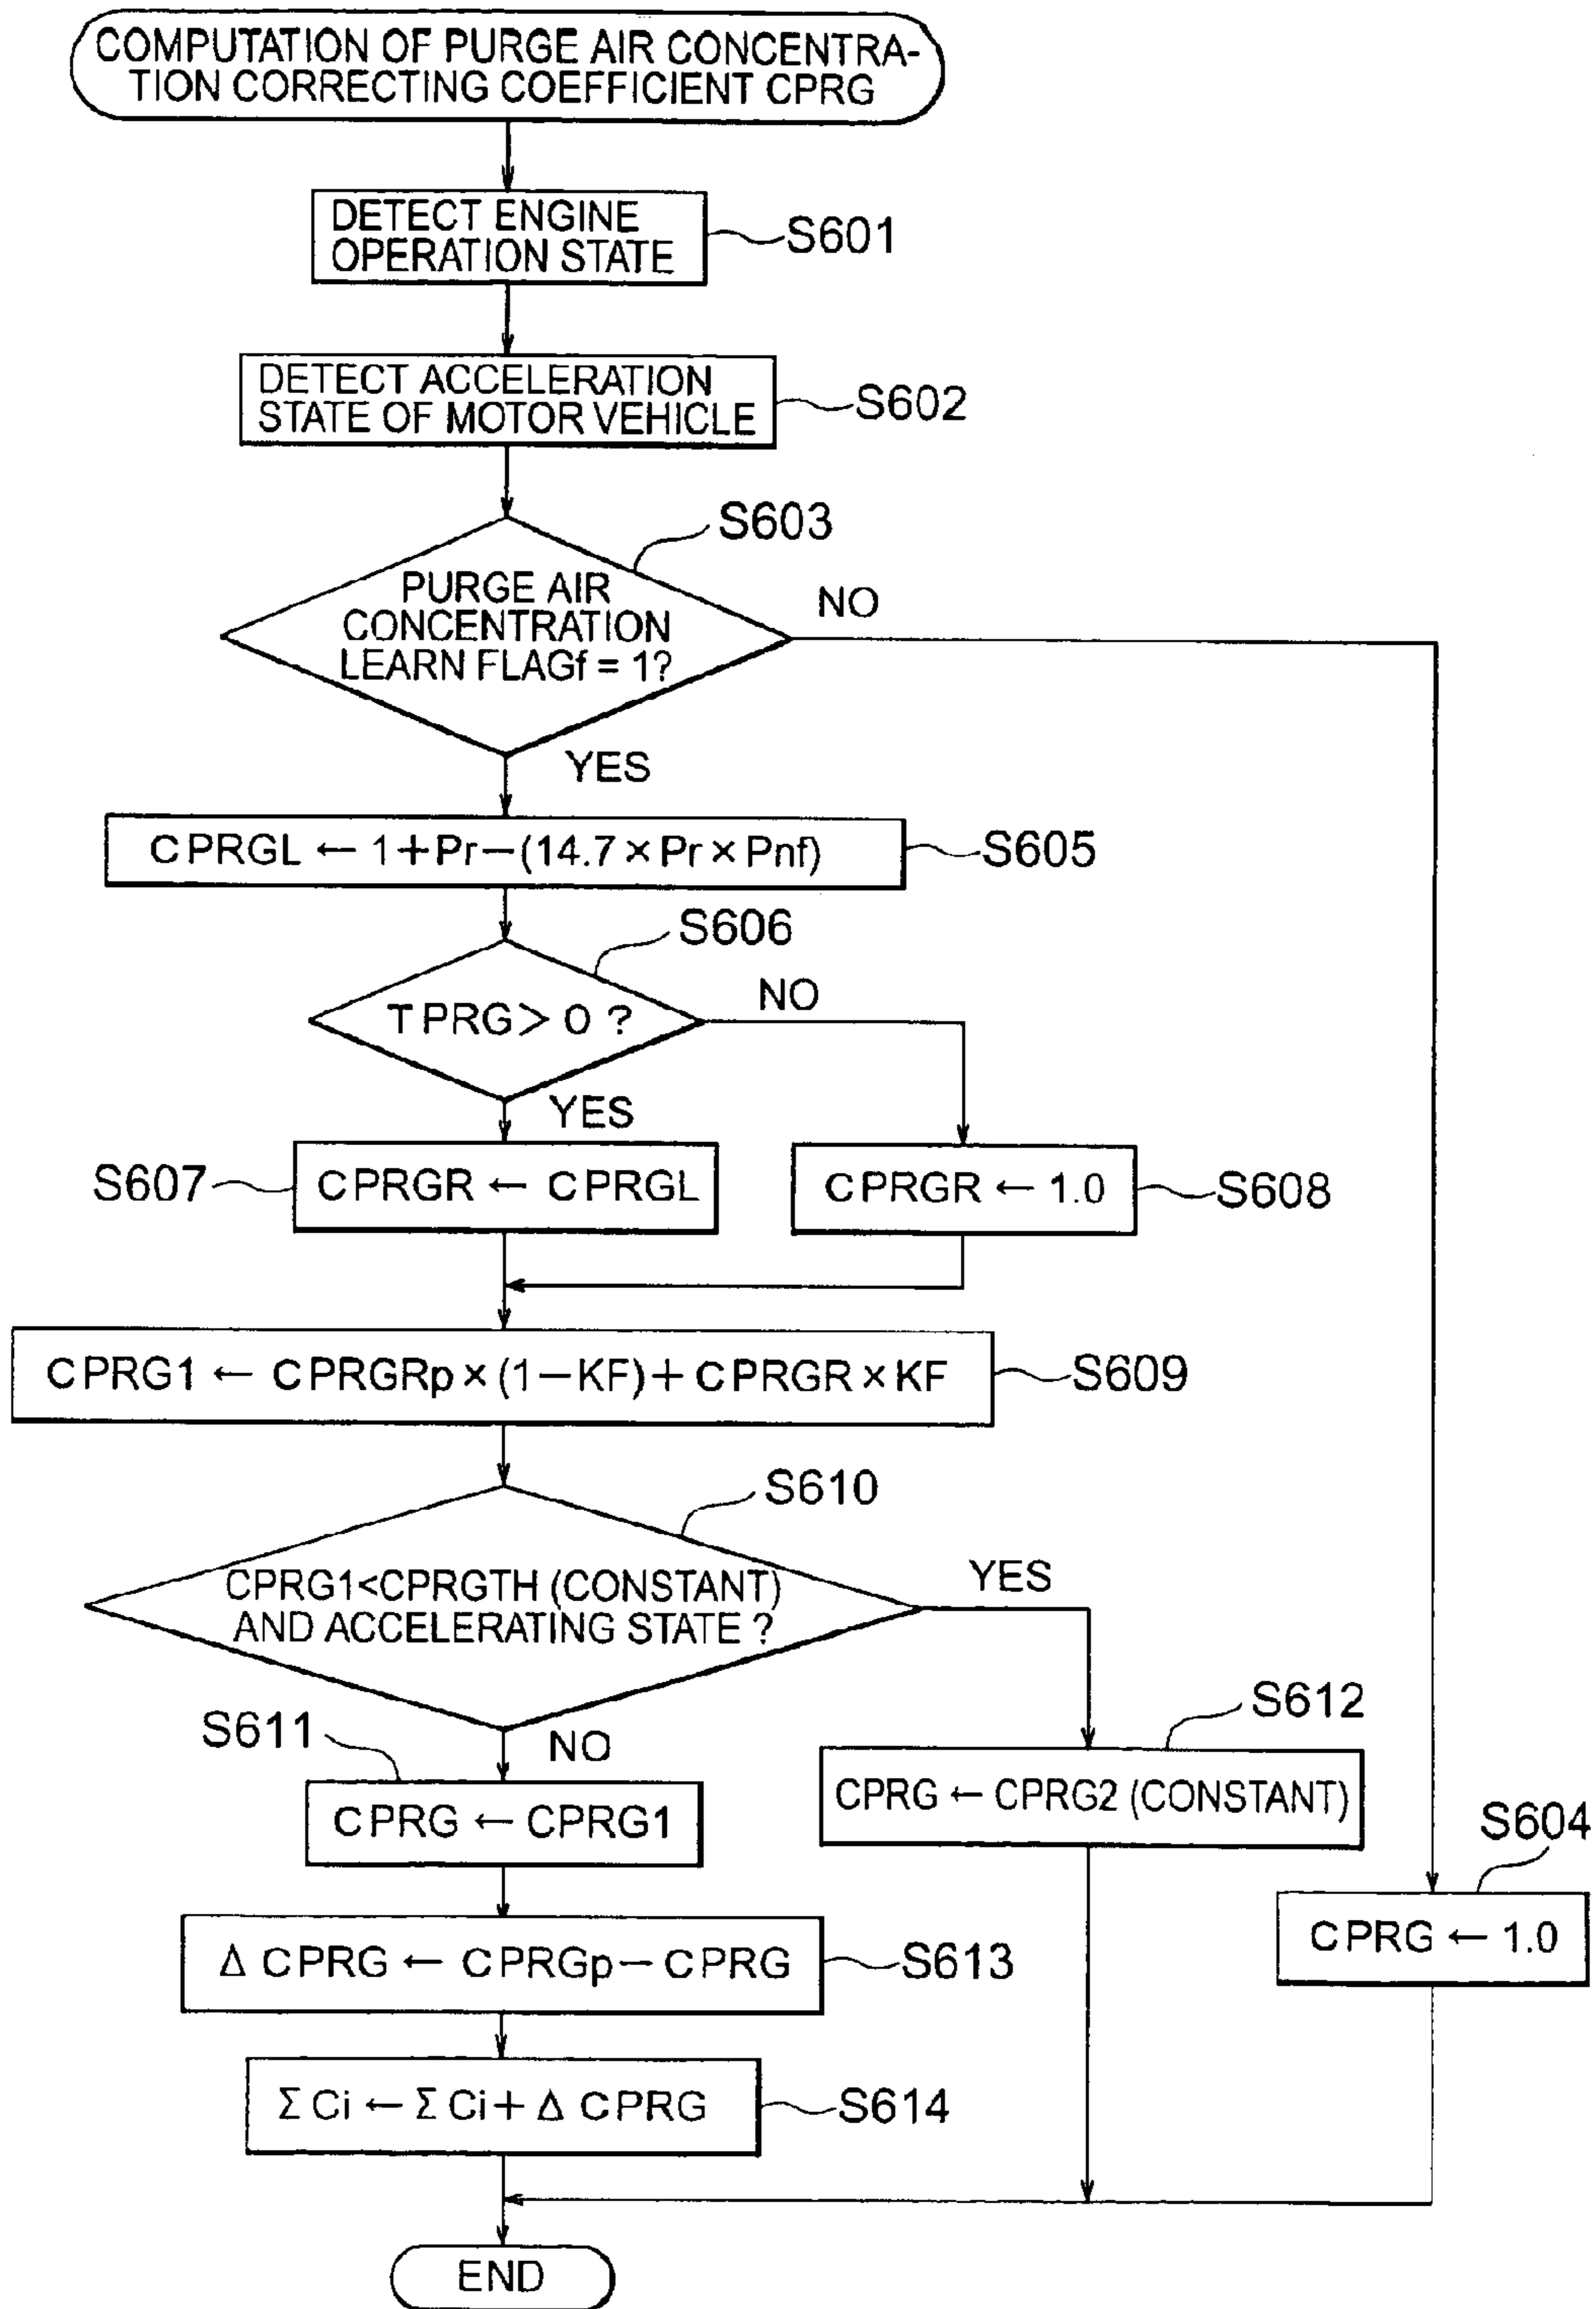 COMPUTATION OF PURGE AIR CONCENTRA-
TION CORRECTING COEFFICIENT CPRG
DETECT ENGINE
OPERATION STATE
S601
DETECT ACCELERATION
STATE OF MOTOR VEHICLE
S602
S603
PURGE AIR
CONCENTRATION
LEARN FLAGf = 1?
NO
YES
CPRGL ← 1+Pr−(14.7×Pr×Pnf)
S605
S606
TPRG> 0 ?
NO
YES
S607
CPRGR ← CPRGL
CPRGR ← 1.0
S608
CPRG1 ← CPRGRp×(1−KF)+CPRGR×KF
S609
S610
CPRG1<CPRGTH (CONSTANT)
AND ACCELERATING STATE ?
YES
S611
NO
S612
CPRG ← CPRG1
CPRG ← CPRG2 (CONSTANT)
S604
CPRG ← 1.0
Δ CPRG ← CPRGp− CPRG
S613
Σ Ci ← Σ Ci+ Δ CPRG
S614
END